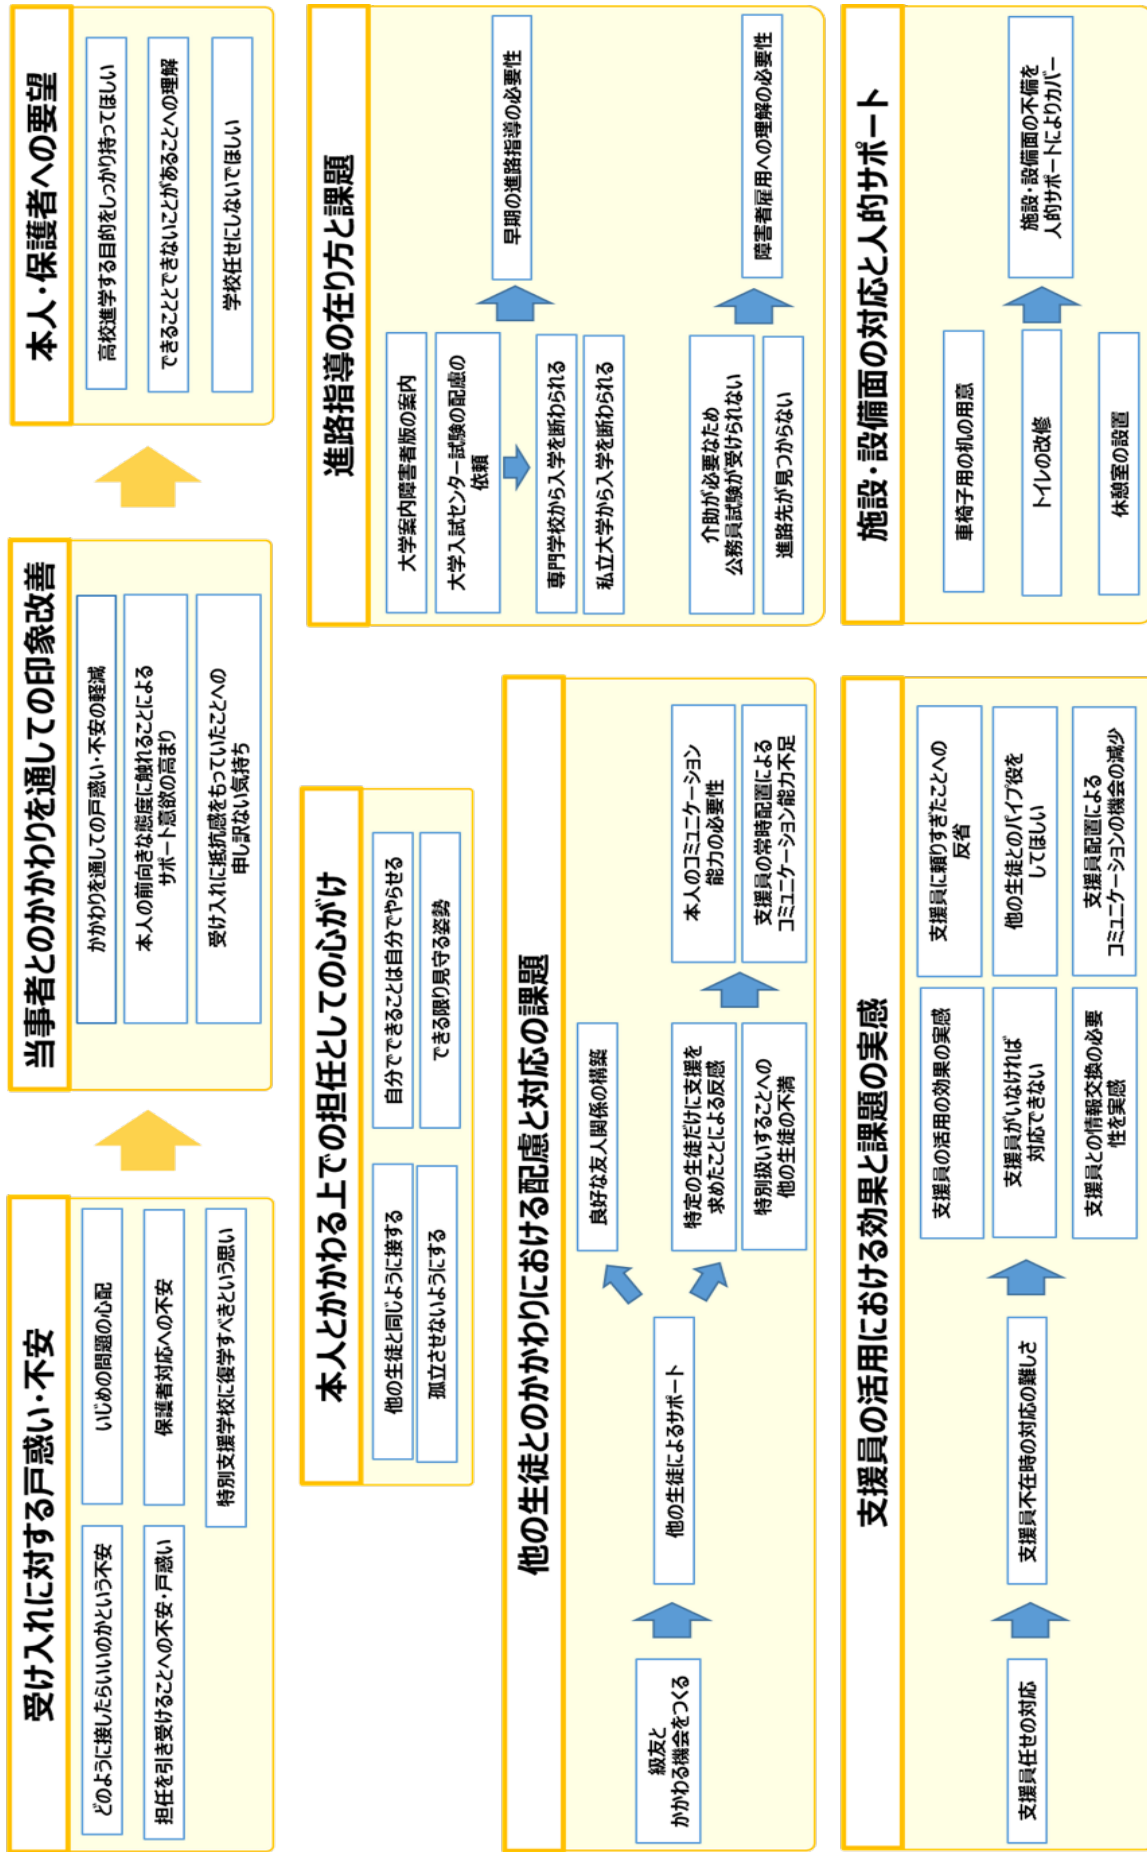 受け入れに対する戸惑い・不安
どのように接したらいいのかという不安
いじめの問題の心配
担任を引き受けることへの不安・戸惑い
保護者対応への不安
特別支援学校に復学すべきという思い
当事者とのかかわりを通しての印象改善
かかわりを通しての戸惑い・不安の軽減
本人の前向きな態度に触れることによる
サポート意欲の高まり
受け入れに抵抗感をもっていたことへの
申し訳ない気持ち
本人・保護者への要望
高校進学する目的をしっかり持ってほしい
できることとできないことがあることへの理解
学校任せにしないでほしい
本人とかかわる上での担任としての心がけ
他の生徒と同じように接する
自分でできることは自分でやらせる
孤立させないようにする
できる限り見守る姿勢
進路指導の在り方と課題
大学案内障害者版の案内
大学入試センター試験の配慮の
依頼
専門学校から入学を断わられる
私立大学から入学を断わられる
早期の進路指導の必要性
介助が必要なため
公務員試験が受けられない
進路先が見つからない
障害者雇用への理解の必要性
他の生徒とのかかわりにおける配慮と対応の課題
級友と
かかわる機会をつくる
他の生徒によるサポート
良好な友人関係の構築
特定の生徒だけに支援を
求めたことによる反感
特別扱いすることへの
他の生徒の不満
本人のコミュニケーション
能力の必要性
支援員の常時配置による
コミュニケーション能力不足
支援員の活用における効果と課題の実感
支援員任せの対応
支援員不在時の対応の難しさ
支援員の活用の効果の実感
支援員がいなければ
対応できない
支援員との情報交換の必要
性を実感
支援員に頼りすぎたことへの
反省
他の生徒とのパイプ役を
してほしい
支援員配置による
コミュニケーションの機会の減少
施設・設備面の対応と人的サポート
車椅子用の机の用意
トイレの改修
休憩室の設置
施設・設備面の不備を
人的サポートによりカバー